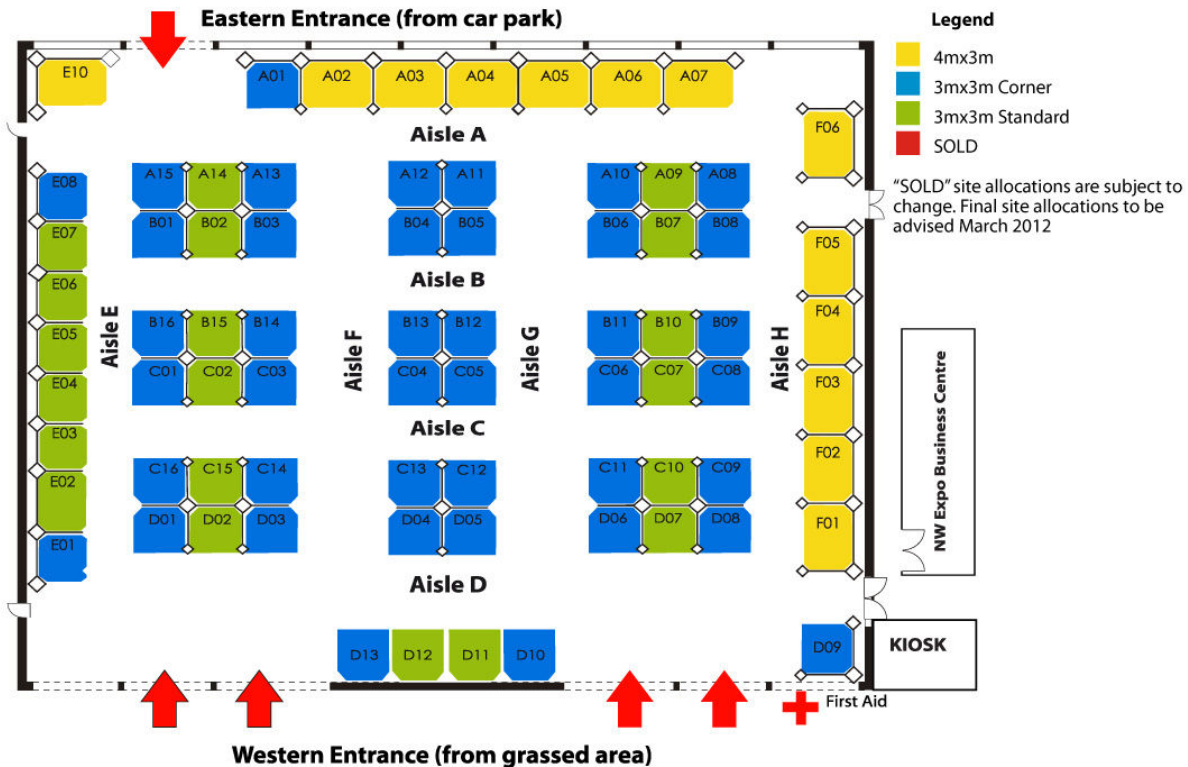 Eastern Entrance (from car park)
Legend
4mx3m
3mx3m Corner
3mx3m Standard
SOLD
"SOLD" site allocations are subject to
change. Final site allocations to be
advised March 2012
E10
A01 A02 A03 A04 A05 A06 A07
Aisle A
F06
A15 A14 A13 A12 A11 A10 A09 A08
B01 B02 B03 B04 B05 B06 B07 B08
E08
E07
E06
E05
E04
E03
E02
E01
Aisle E
Aisle B
F05
F04
F03
F02
F01
B16 B15 B14 B13 B12 B11 B10 B09
C01 C02 C03 C04 C05 C06 C07 C08
Aisle F
Aisle G
Aisle H
Aisle C
C16 C15 C14 C13 C12 C11 C10 C09
D01 D02 D03 D04 D05 D06 D07 D08
NW Expo Business Centre
Aisle D
D13 D12 D11 D10
D09
KIOSK
First Aid
Western Entrance (from grassed area)